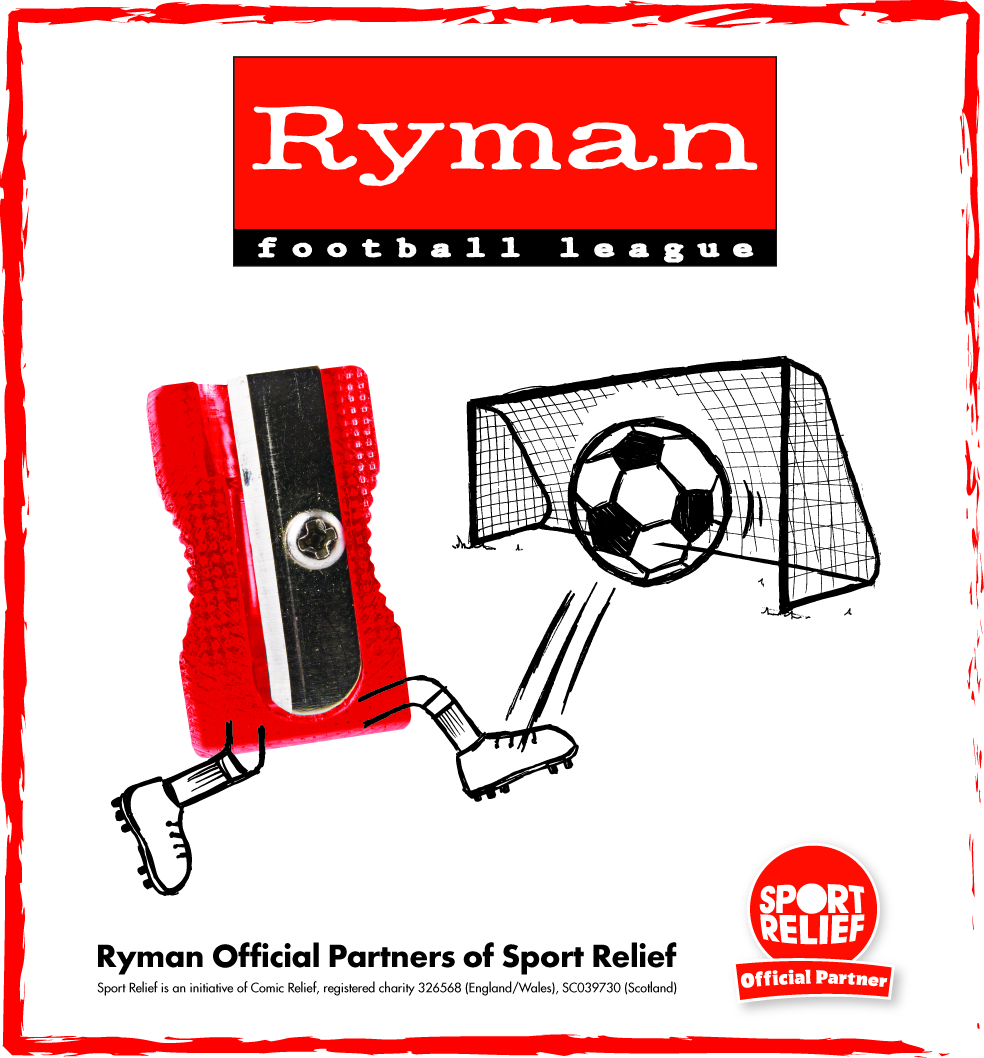 Ryman
football league
Ryman Official Partners of Sport Relief
Sport Relief is an initiative of Comic Relief, registered charity 326568 (England/Wales), SC039730 (Scotland)
SPORT
RELIEF
Official Partner